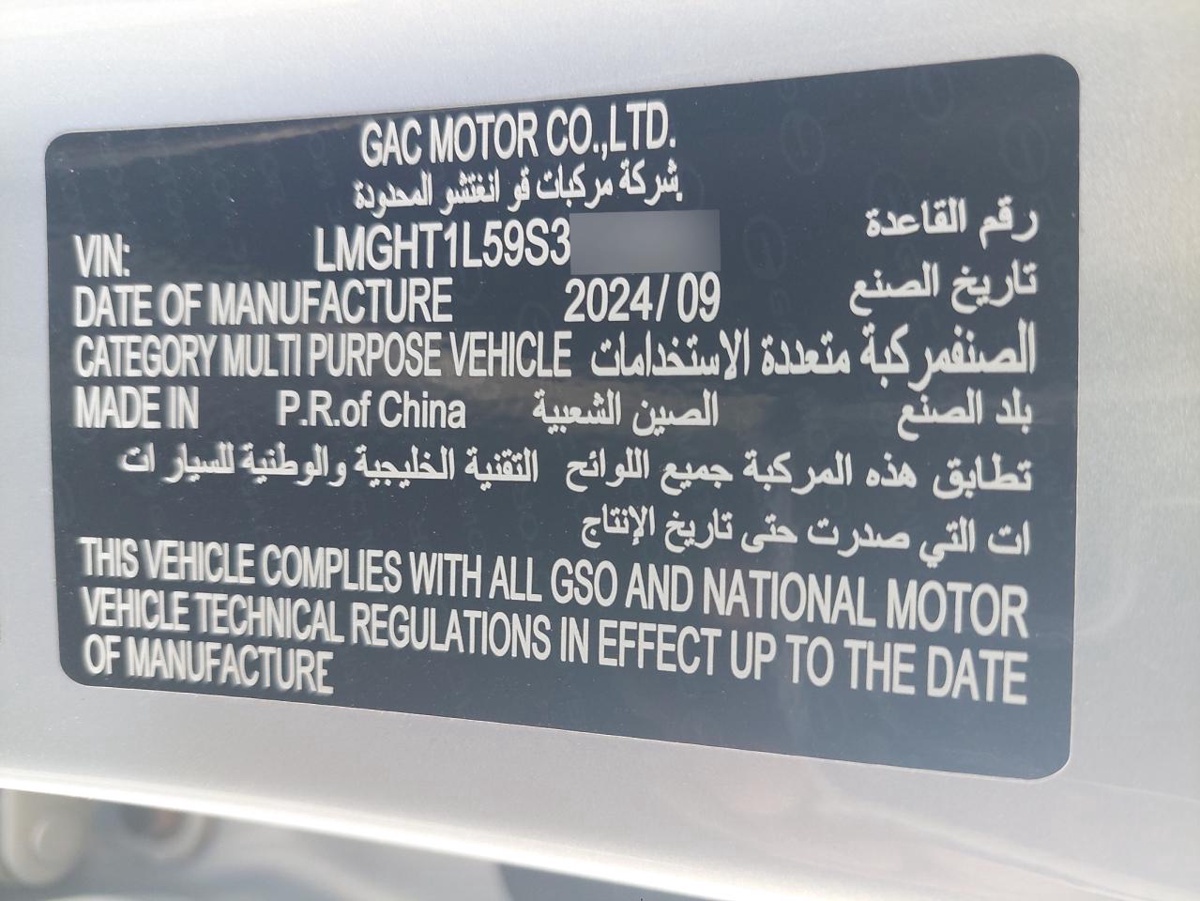 GAC MOTOR CO.,LTD.
شركة مركبات قو انغتشو المحدودة
VIN: LMGHT1L59S3 رقم القاعدة
DATE OF MANUFACTURE 2024/09 تاريخ الصنع
CATEGORY MULTI PURPOSE VEHICLE الصنفمركبة متعددة الاستخدامات
MADE IN P.R.of China الصين الشعبية بلد الصنع
تطابق هذه المركبة جميع اللوائح التقنية الخليجية والوطنية للسيار ات
ات التي صدرت حتى تاريخ الإنتاج
THIS VEHICLE COMPLIES WITH ALL GSO AND NATIONAL MOTOR
VEHICLE TECHNICAL REGULATIONS IN EFFECT UP TO THE DATE
OF MANUFACTURE